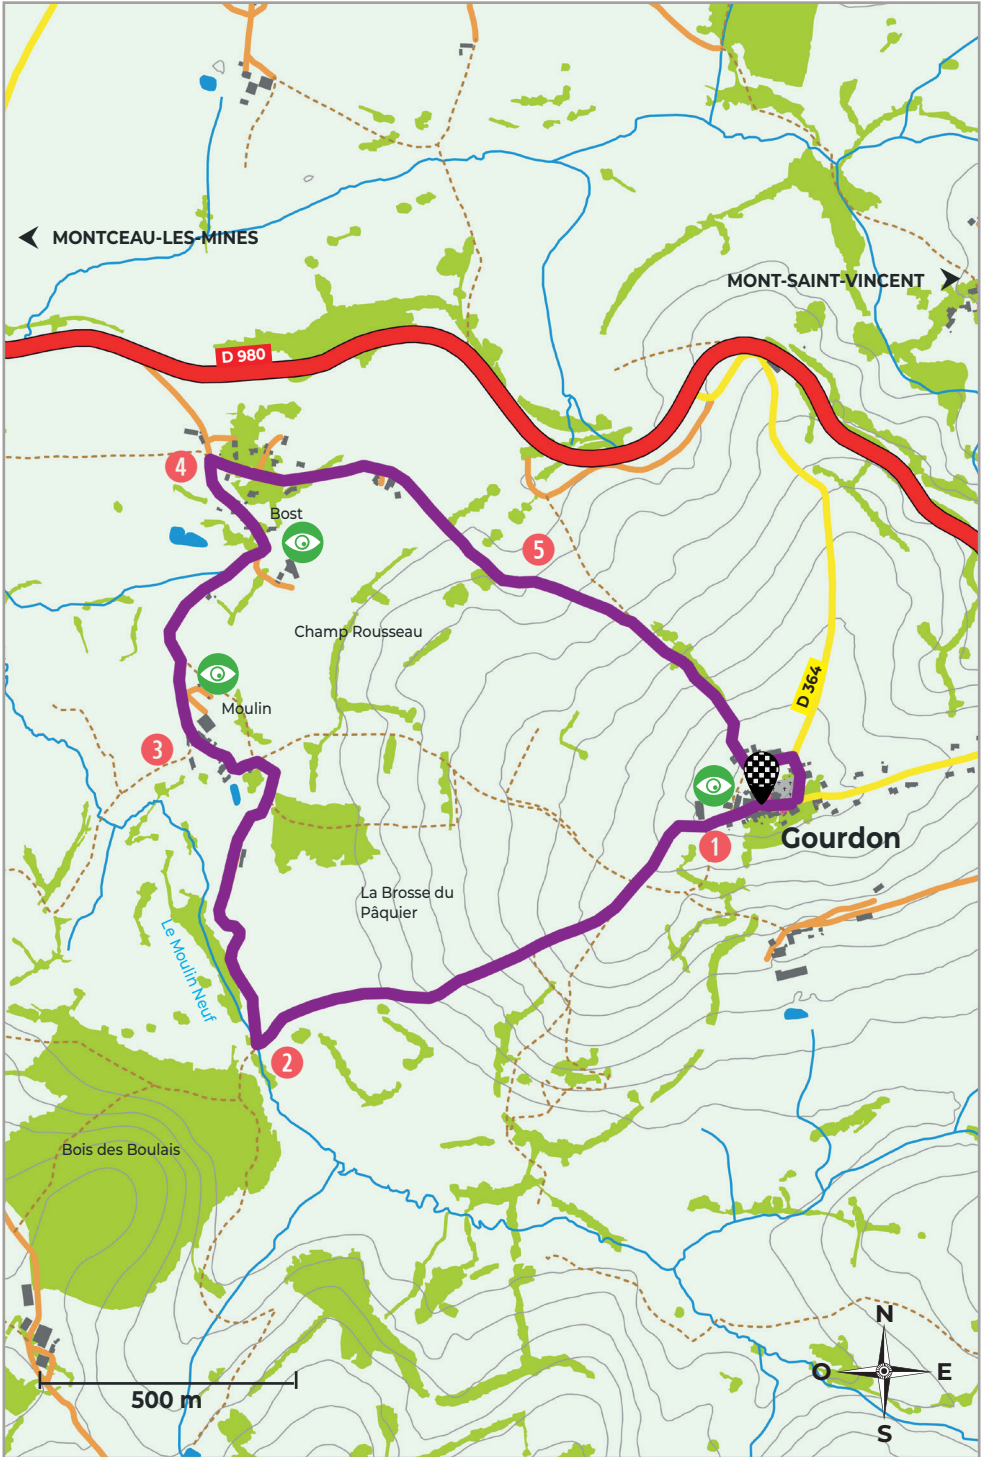 MONTCEAU-LES-MINES
MONT-SAINT-VINCENT
D 980
4
Bost
5
Champ Rousseau
D 364
Moulin
3
Gourdon
1
La Brosse du
Pâquier
Le Moulin Neuf
2
Bois des Boulais
N
O
E
S
500 m